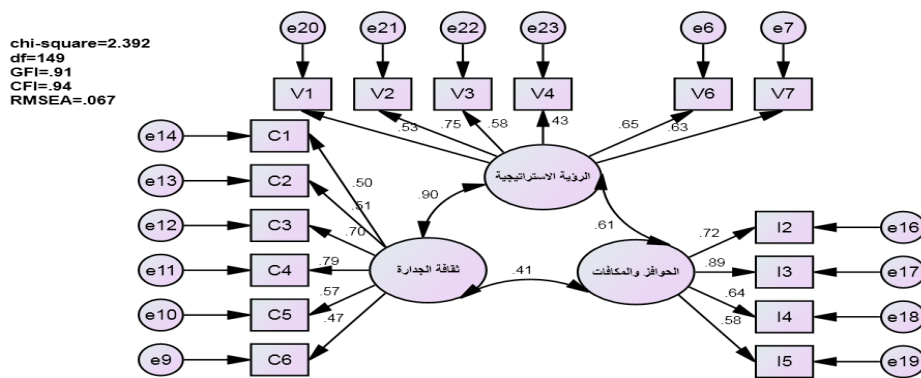 chi-square=2.392
df=149
GFI=.91
CFI=.94
RMSEA=.067
e20 e21 e22 e23 e6 e7
V1 V2 V3 V4 V6 V7
.53 .75 .58 .43 .65 .63
الرؤية الاستراتيجية
e14 C1
e13 C2
e12 C3
e11 C4
e10 C5
e9 C6
.50
.51
.70
.79
.57
.47
ثقافة الجدارة
.90
.61
.41
الحوافز والمكافات
.72
.89
.64
.58
I2 e16
I3 e17
I4 e18
I5 e19